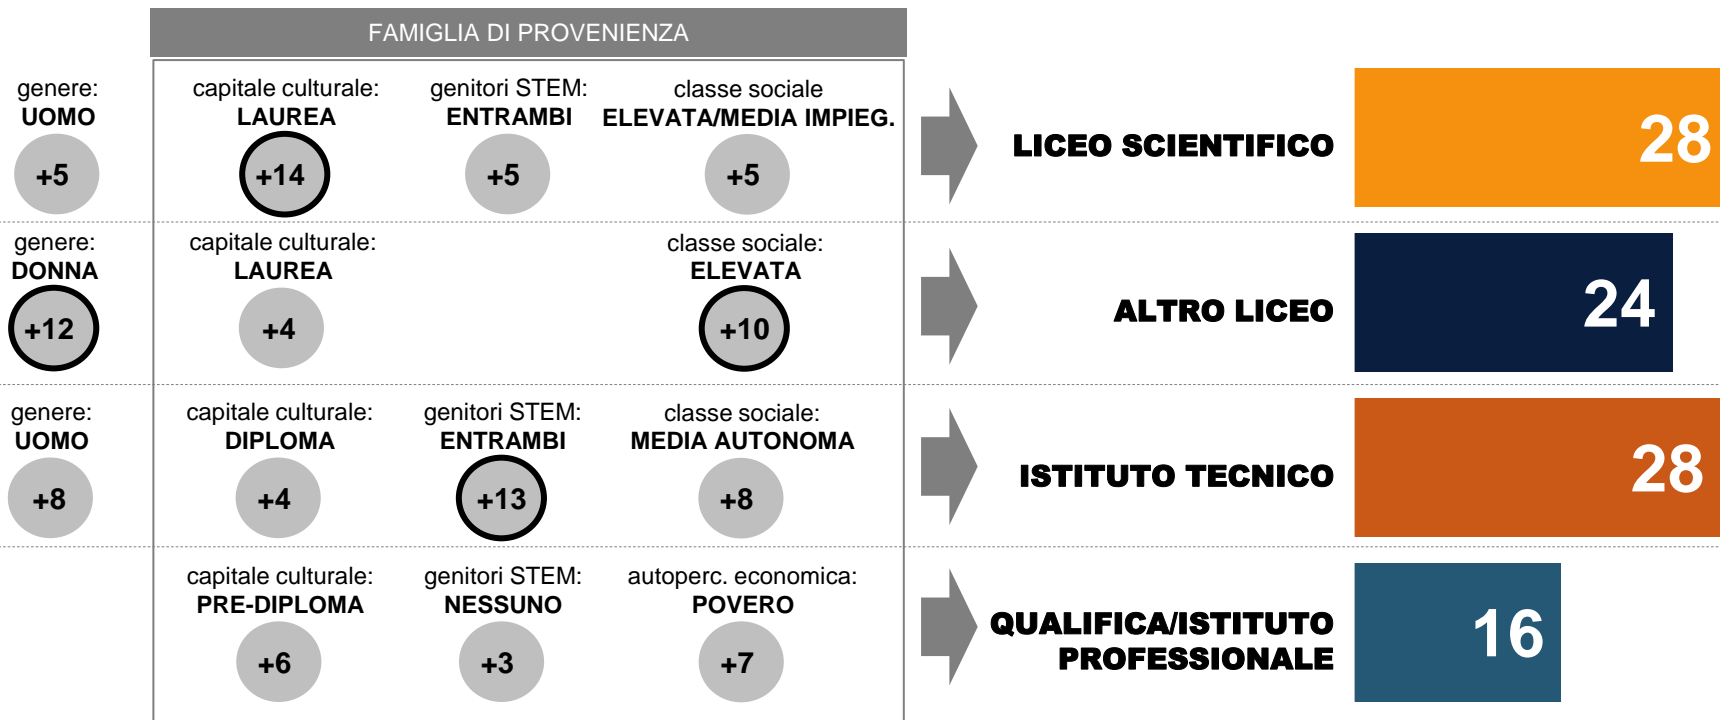 FAMIGLIA DI PROVENIENZA
genere:
UOMO
+5
capitale culturale:
LAUREA
+14
genitori STEM:
ENTRAMBI
+5
classe sociale
ELEVATA/MEDIA IMPIEG.
+5
LICEO SCIENTIFICO
28
genere:
DONNA
+12
capitale culturale:
LAUREA
+4
classe sociale:
ELEVATA
+10
ALTRO LICEO
24
genere:
UOMO
+8
capitale culturale:
DIPLOMA
+4
genitori STEM:
ENTRAMBI
+13
classe sociale:
MEDIA AUTONOMA
+8
ISTITUTO TECNICO
28
capitale culturale:
PRE-DIPLOMA
+6
genitori STEM:
NESSUNO
+3
autoperc. economica:
POVERO
+7
QUALIFICA/ISTITUTO
PROFESSIONALE
16